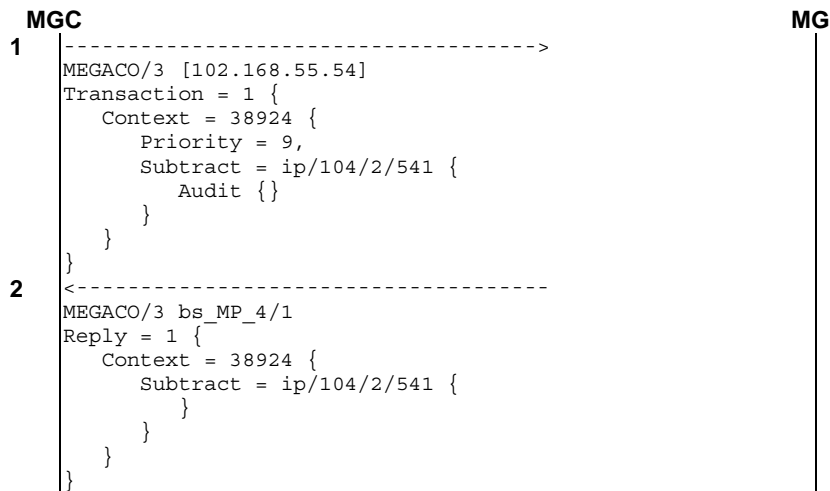 MGC MG
1 ------------------------------------->
MEGACO/3 [102.168.55.54]
Transaction = 1 {
   Context = 38924 {
      Priority = 9,
      Subtract = ip/104/2/541 {
         Audit {}
      }
   }
}
2 <-------------------------------------
MEGACO/3 bs_MP_4/1
Reply = 1 {
   Context = 38924 {
      Subtract = ip/104/2/541 {
         }
      }
   }
}